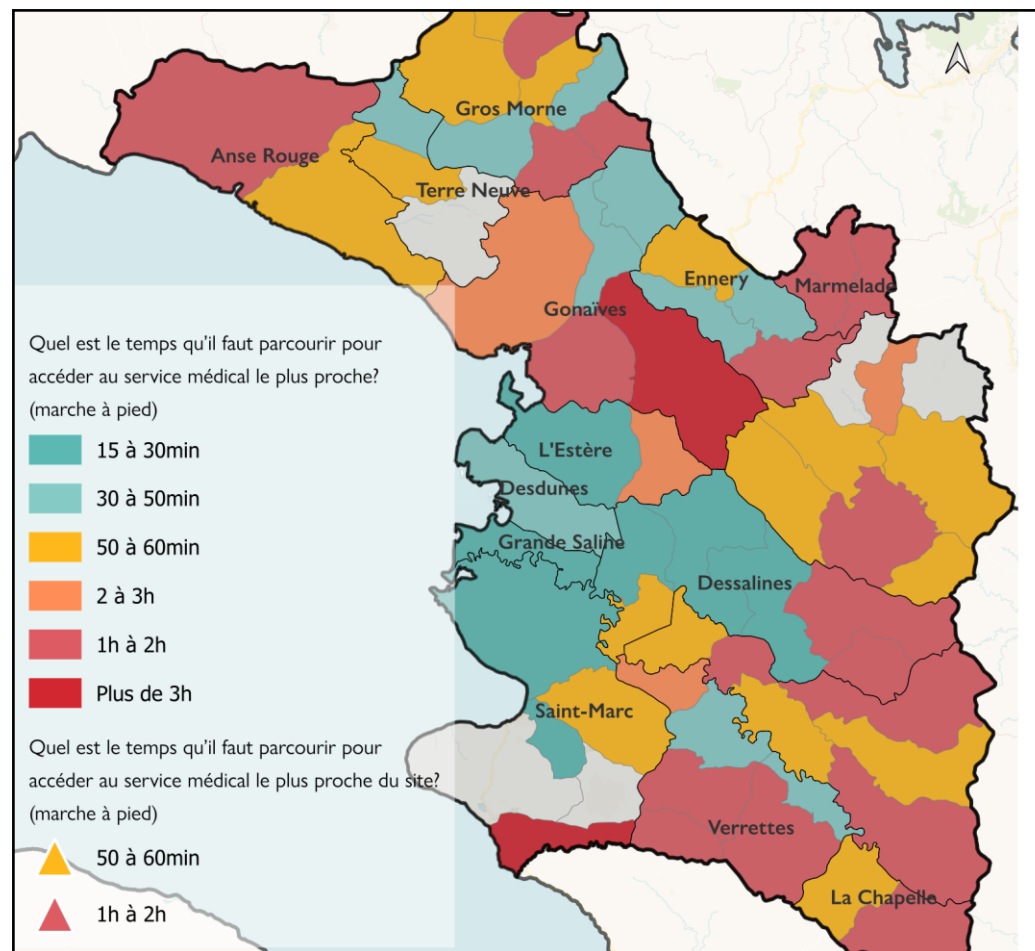 Gros Morne
Anse Rouge
Terre Neuve
Ennery
Marmelade
Gonaïves
Quel est le temps qu'il faut parcourir pour
accéder au service médical le plus proche?
(marche à pied)
15 à 30min
30 à 50min
50 à 60min
2 à 3h
1h à 2h
Plus de 3h
L'Estère
Desdunes
Grande Saline
Dessalines
Saint-Marc
Verrettes
La Chapelle
Quel est le temps qu'il faut parcourir pour
accéder au service médical le plus proche du site?
(marche à pied)
50 à 60min
1h à 2h